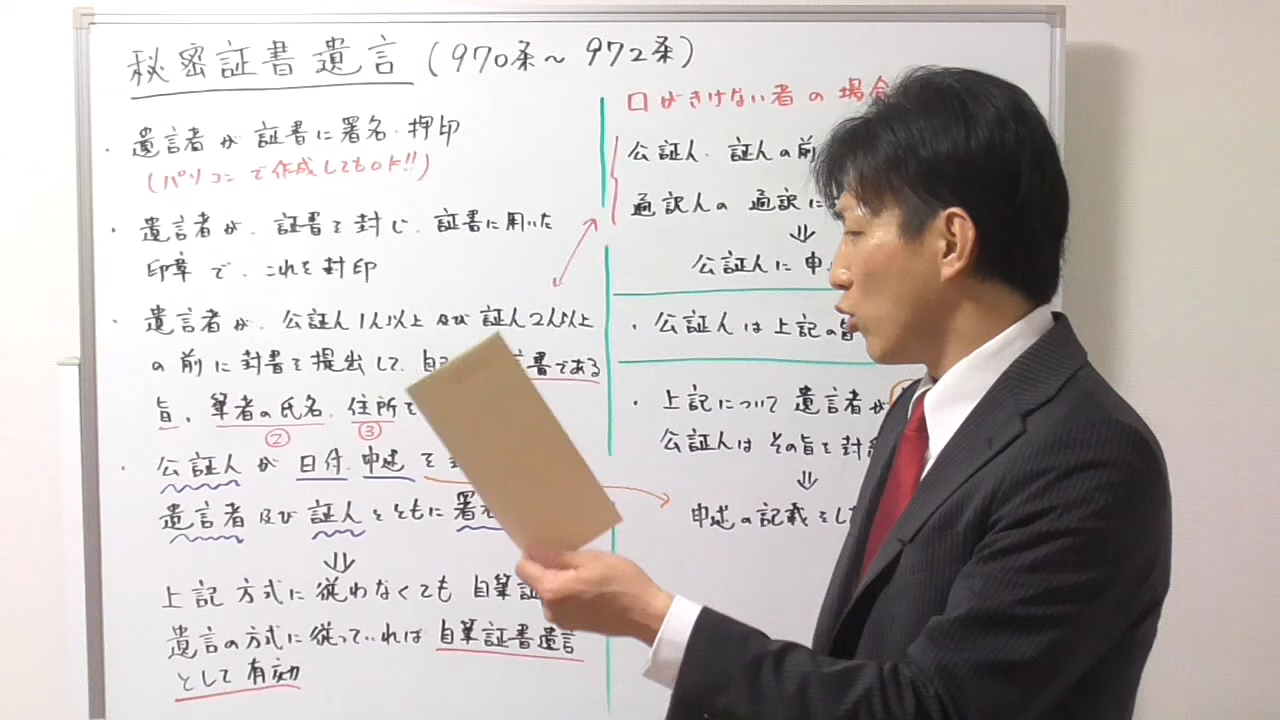 秘密証書遺言 (970条～972条)
・遺言者が証書に署名・押印
(パソコンで作成してもOK!!)
・遺言者が、証書を封じ、証書に用いた
印章で、これを封印
・遺言者が、公証人1人以上及び証人2人以上
の前に封書を提出して、自 書である
旨、筆者の氏名、住所を
② ③
・公証人が日付、申述を
遺言者及び証人とともに署
⇓
上記方式に従わなくても自筆証
遺言の方式に従っていれば自筆証書遺言
として有効
口がきけない者の場合
公証人、証人の前
通訳人の通訳に
⇓
公証人に申
・公証人は上記の旨
・上記について遺言者が
公証人はその旨を封
⇓
申述の記載をし